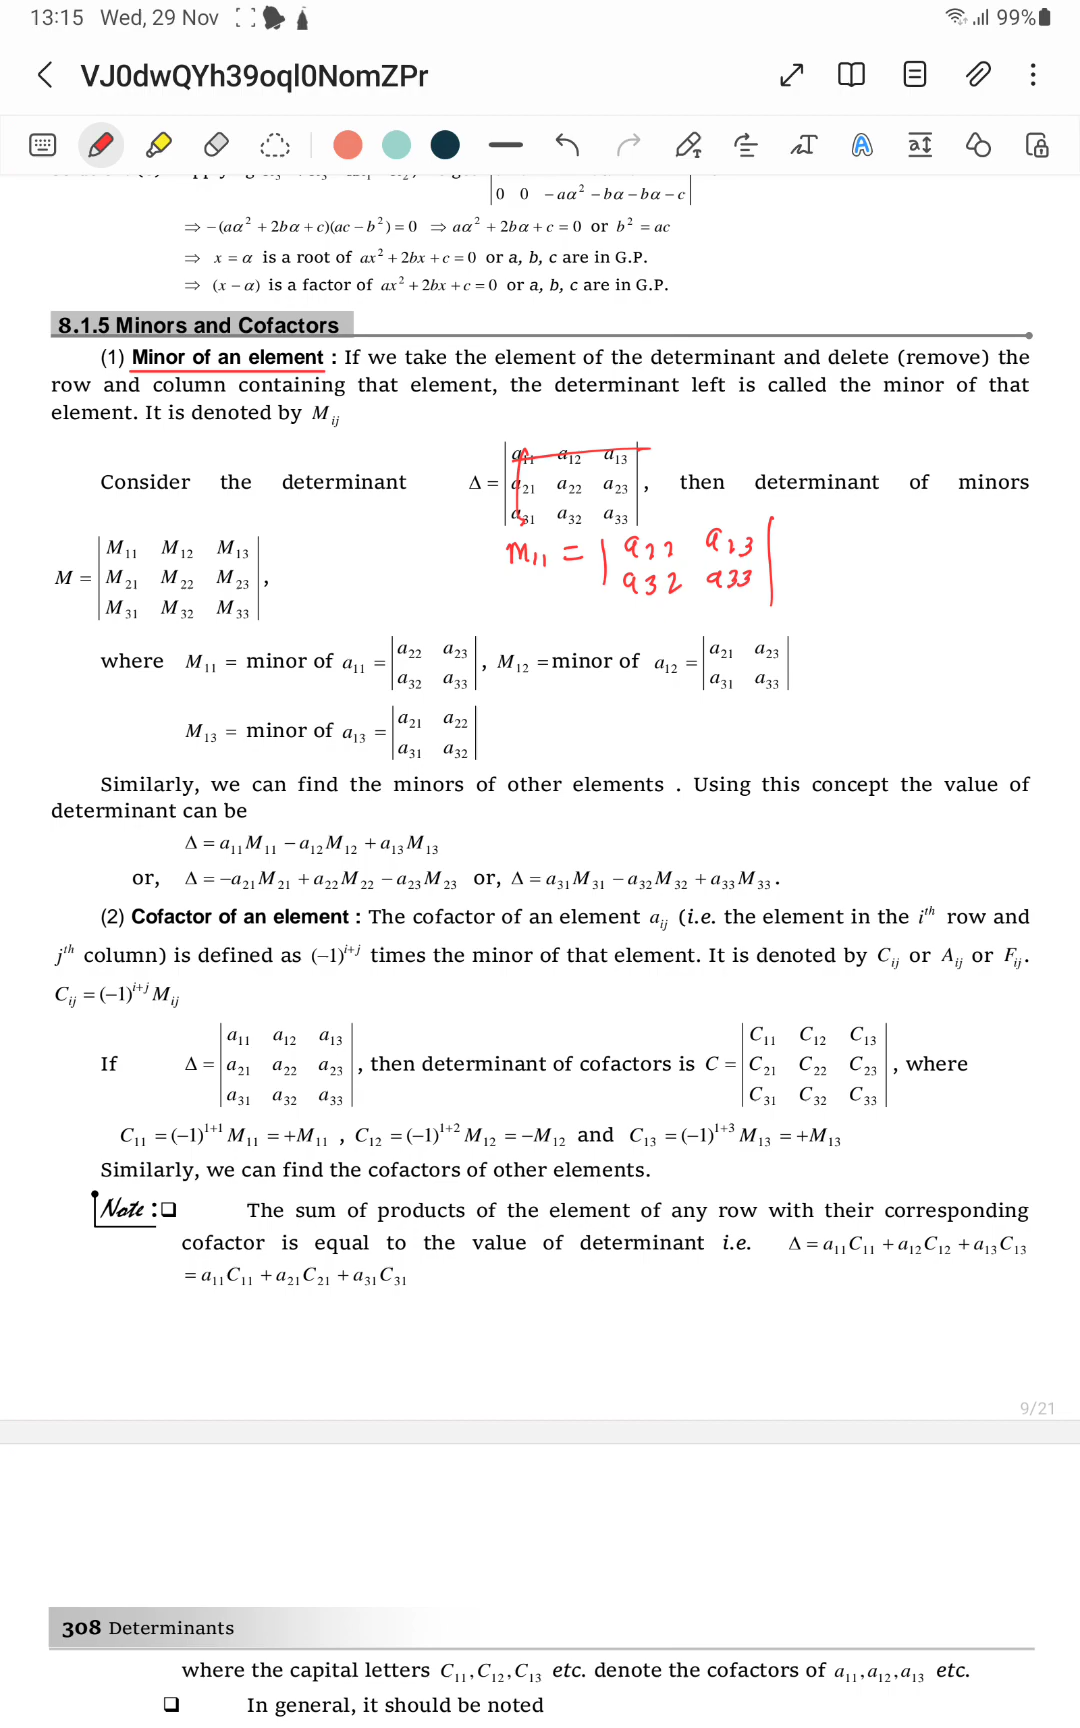 13:15 Wed, 29 Nov 99%
VJ0dwQYh39oql0NomZPr
|0 0 −aα² − bα − bα − c|
⇒ −(aα² + 2bα + c)(ac − b²) = 0 ⇒ aα² + 2bα + c = 0 or b² = ac
⇒ x = α is a root of ax² + 2bx + c = 0 or a, b, c are in G.P.
⇒ (x − α) is a factor of ax² + 2bx + c = 0 or a, b, c are in G.P.
8.1.5 Minors and Cofactors
(1) Minor of an element : If we take the element of the determinant and delete (remove) the
row and column containing that element, the determinant left is called the minor of that
element. It is denoted by M_ij
Consider the determinant Δ = |a₁₁ a₁₂ a₁₃; a₂₁ a₂₂ a₂₃; a₃₁ a₃₂ a₃₃|, then determinant of minors
m₁₁ = |a₂₂ a₂₃; a₃₂ a₃₃|
M = |M₁₁ M₁₂ M₁₃; M₂₁ M₂₂ M₂₃; M₃₁ M₃₂ M₃₃|,
where M₁₁ = minor of a₁₁ = |a₂₂ a₂₃; a₃₂ a₃₃|, M₁₂ = minor of a₁₂ = |a₂₁ a₂₃; a₃₁ a₃₃|
M₁₃ = minor of a₁₃ = |a₂₁ a₂₂; a₃₁ a₃₂|
Similarly, we can find the minors of other elements . Using this concept the value of
determinant can be
Δ = a₁₁M₁₁ − a₁₂M₁₂ + a₁₃M₁₃
or, Δ = −a₂₁M₂₁ + a₂₂M₂₂ − a₂₃M₂₃ or, Δ = a₃₁M₃₁ − a₃₂M₃₂ + a₃₃M₃₃.
(2) Cofactor of an element : The cofactor of an element a_ij (i.e. the element in the i^th row and
j^th column) is defined as (−1)^(i+j) times the minor of that element. It is denoted by C_ij or A_ij or F_ij.
C_ij = (−1)^(i+j) M_ij
If Δ = |a₁₁ a₁₂ a₁₃; a₂₁ a₂₂ a₂₃; a₃₁ a₃₂ a₃₃|, then determinant of cofactors is C = |C₁₁ C₁₂ C₁₃; C₂₁ C₂₂ C₂₃; C₃₁ C₃₂ C₃₃|, where
C₁₁ = (−1)^(1+1) M₁₁ = +M₁₁ , C₁₂ = (−1)^(1+2) M₁₂ = −M₁₂ and C₁₃ = (−1)^(1+3) M₁₃ = +M₁₃
Similarly, we can find the cofactors of other elements.
Note :❑ The sum of products of the element of any row with their corresponding
cofactor is equal to the value of determinant i.e. Δ = a₁₁C₁₁ + a₁₂C₁₂ + a₁₃C₁₃
= a₁₁C₁₁ + a₂₁C₂₁ + a₃₁C₃₁
9/21
308 Determinants
where the capital letters C₁₁, C₁₂, C₁₃ etc. denote the cofactors of a₁₁, a₁₂, a₁₃ etc.
❑ In general, it should be noted